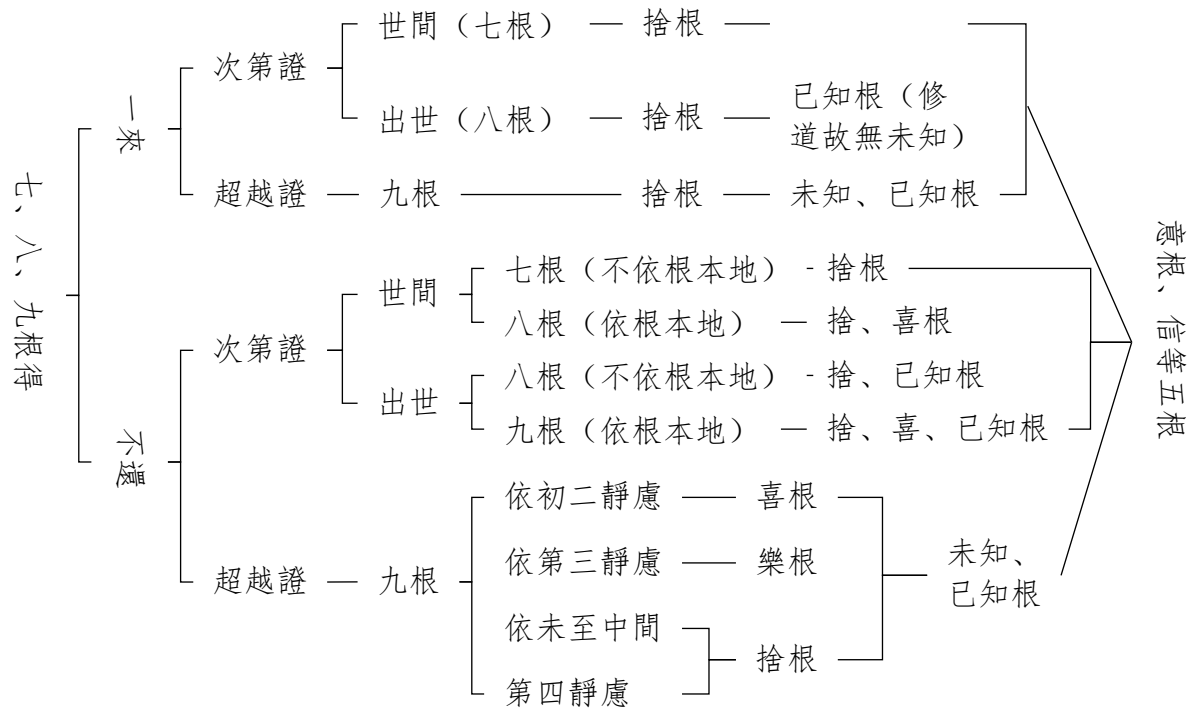 七、八、九根得
一來
次第證
世間（七根）
捨根
出世（八根）
捨根
已知根（修
道故無未知）
超越證
九根
捨根
未知、已知根
不還
次第證
世間
七根（不依根本地）
捨根
八根（依根本地）
捨、喜根
出世
八根（不依根本地）
捨、已知根
九根（依根本地）
捨、喜、已知根
超越證
九根
依初二靜慮
喜根
依第三靜慮
樂根
依未至中間
第四靜慮
捨根
未知、
已知根
意根、信等五根